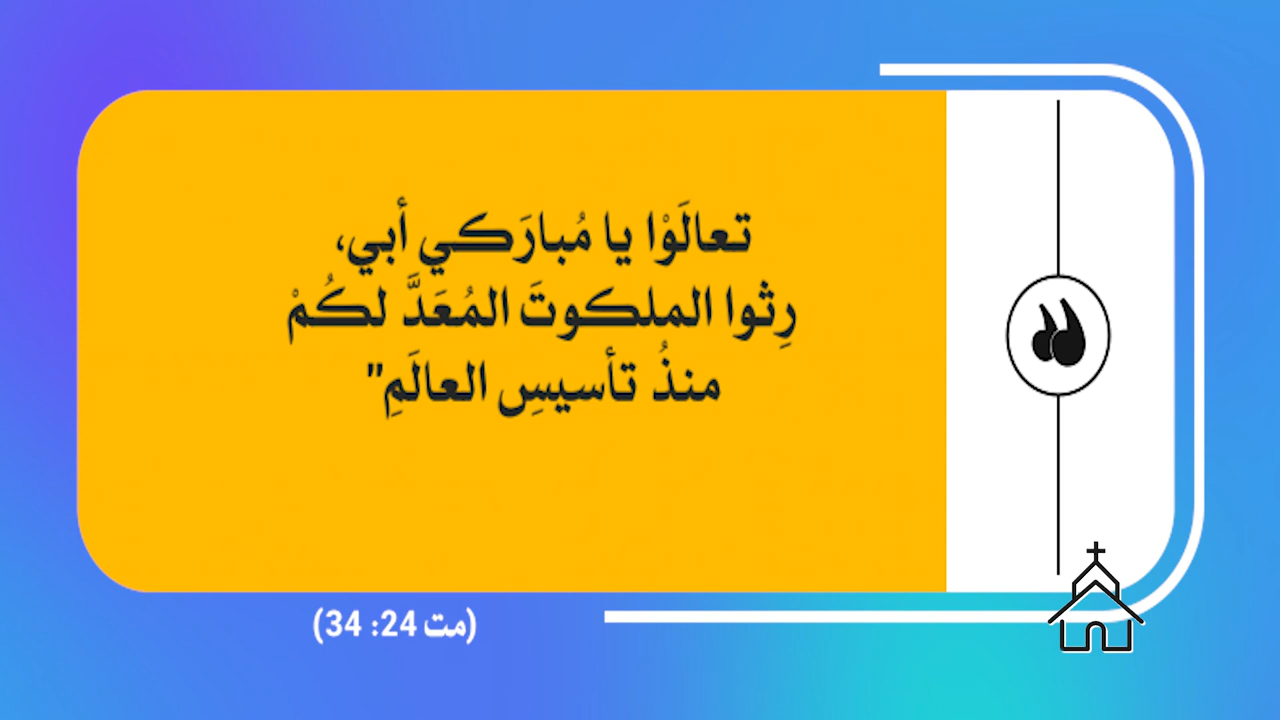 تعالَوْا يا مُبارَكي أبي،
رِثوا الملكوتَ المُعَدَّ لكُمْ
منذُ تأسيسِ العالَمِ"
(مت 24: 34)